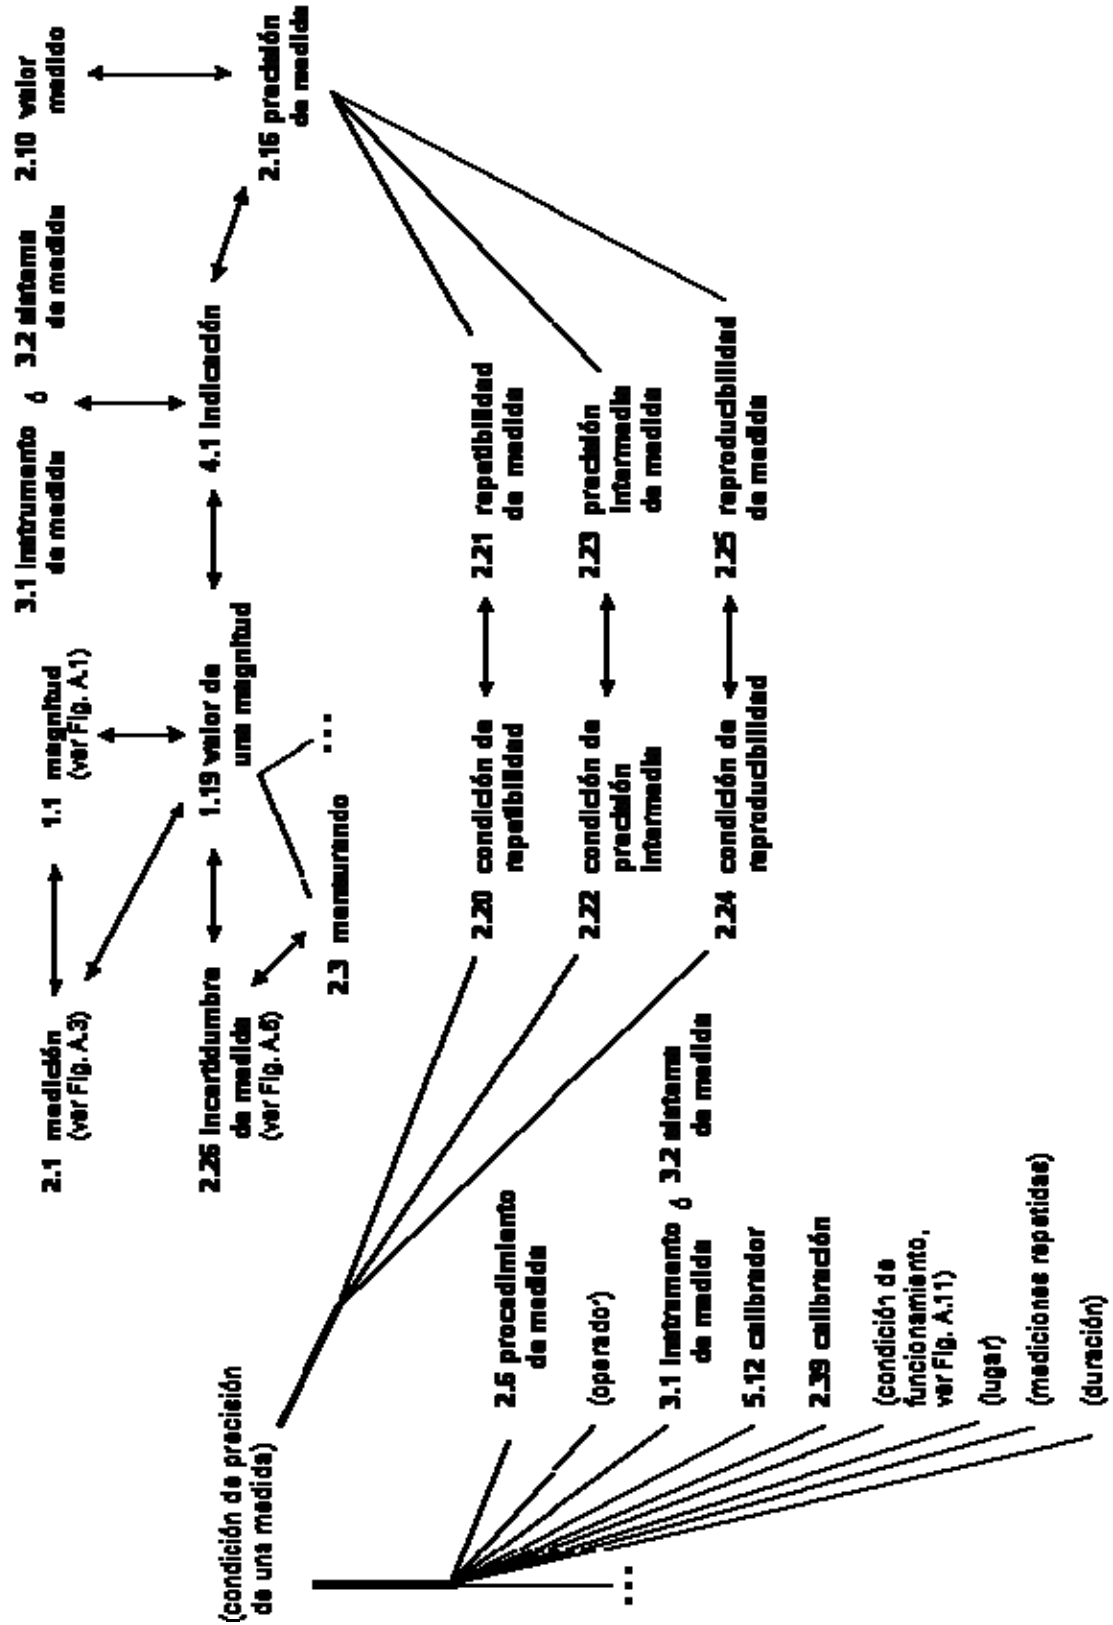 2.1 medición
(ver Fig. A.3)
1.1 magnitud
(ver Fig. A.1)
3.1 instrumento ó 3.2 sistema
de medida de medida
2.10 valor
medido
2.26 incertidumbre
de medida
(ver Fig. A.6)
1.19 valor de
una magnitud
4.1 indicación
2.15 precisión
de medida
2.3 mensurando
...
(condición de precisión
de una medida)
2.20 condición de
repetibilidad
2.21 repetibilidad
de medida
2.22 condición de
precisión
intermedia
2.23 precisión
intermedia
de medida
2.24 condición de
reproducibilidad
2.25 reproducibilidad
de medida
2.6 procedimiento
de medida
(operador)
3.1 instrumento ó 3.2 sistema
de medida de medida
5.12 calibrador
2.39 calibración
(condición de
funcionamiento,
ver Fig. A.11)
(lugar)
(mediciones repetidas)
(duración)
...